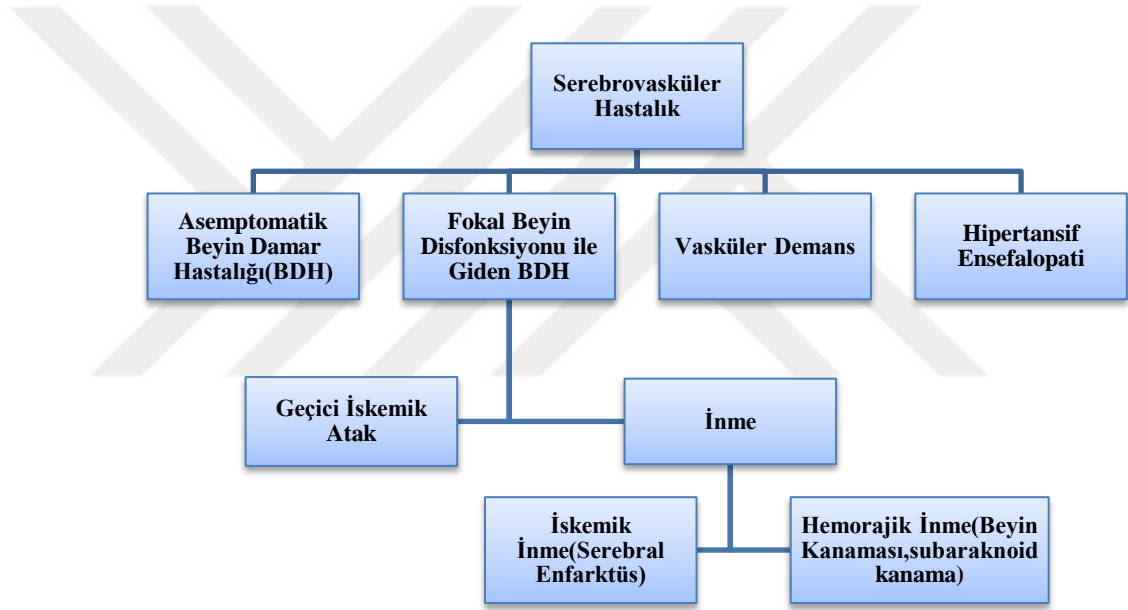 Serebrovasküler
Hastalık
Asemptomatik
Beyin Damar
Hastalığı(BDH)
Fokal Beyin
Disfonksiyonu ile
Giden BDH
Vasküler Demans
Hipertansif
Ensefalopati
Geçici İskemik
Atak
İnme
İskemik
İnme(Serebral
Enfarktüs)
Hemorajik İnme(Beyin
Kanaması,subaraknoid
kanama)